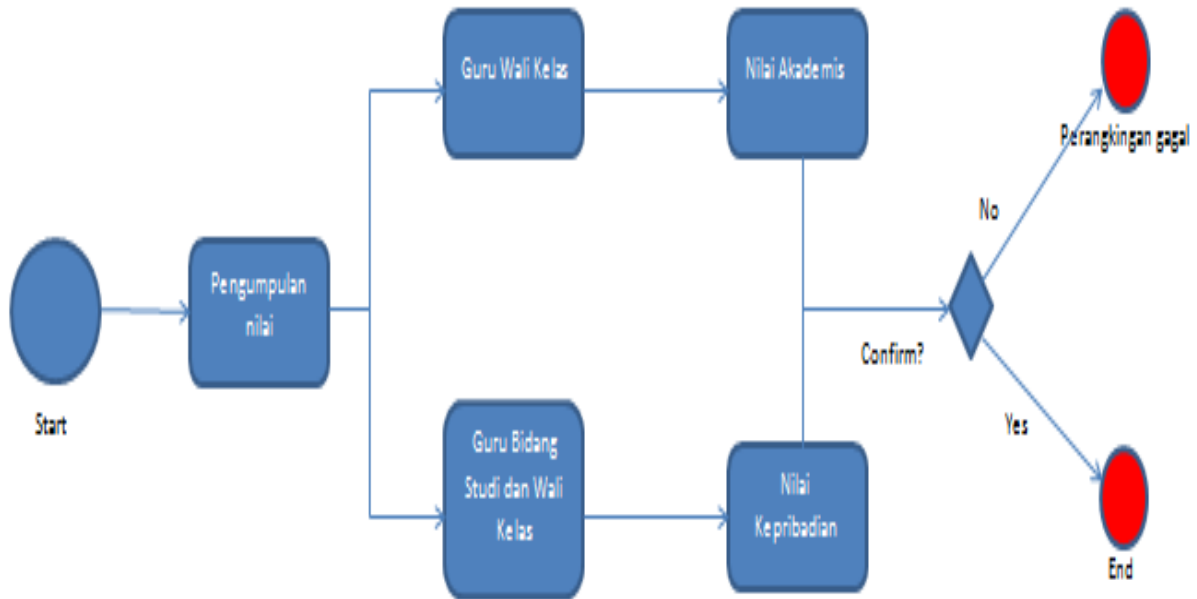 Start
Pengumpulan
nilai
Guru Wali Kelas
Nilai Akademis
Guru Bidang
Studi dan Wali
Kelas
Nilai
Kepribadian
Confirm?
No
Perangkingan gagal
Yes
End